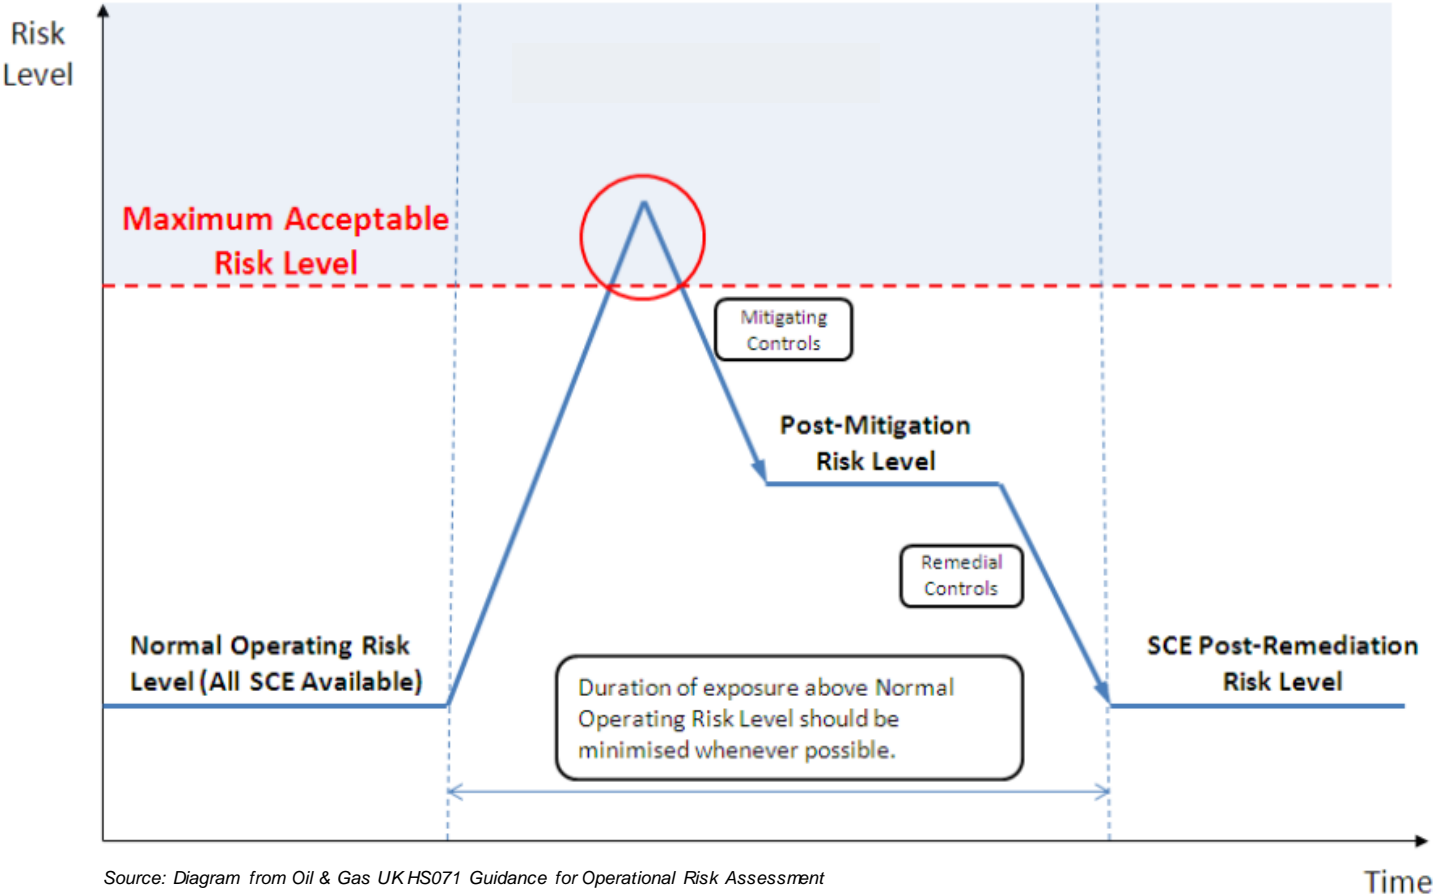 Risk
Level
Maximum Acceptable
Risk Level
Mitigating
Controls
Post-Mitigation
Risk Level
Remedial
Controls
Normal Operating Risk
Level (All SCE Available)
Duration of exposure above Normal
Operating Risk Level should be
minimised whenever possible.
SCE Post-Remediation
Risk Level
Source: Diagram from Oil & Gas UK HS071 Guidance for Operational Risk Assessment
Time